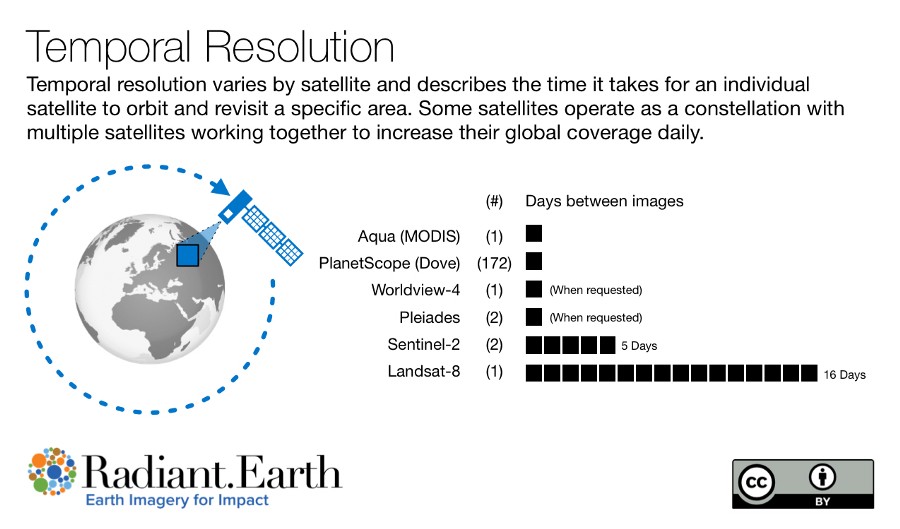 Temporal Resolution
Temporal resolution varies by satellite and describes the time it takes for an individual
satellite to orbit and revisit a specific area. Some satellites operate as a constellation with
multiple satellites working together to increase their global coverage daily.
(#) Days between images
Aqua (MODIS) (1)
PlanetScope (Dove) (172)
Worldview-4 (1) (When requested)
Pleiades (2) (When requested)
Sentinel-2 (2) 5 Days
Landsat-8 (1) 16 Days
Radiant.Earth
Earth Imagery for Impact
cc
BY